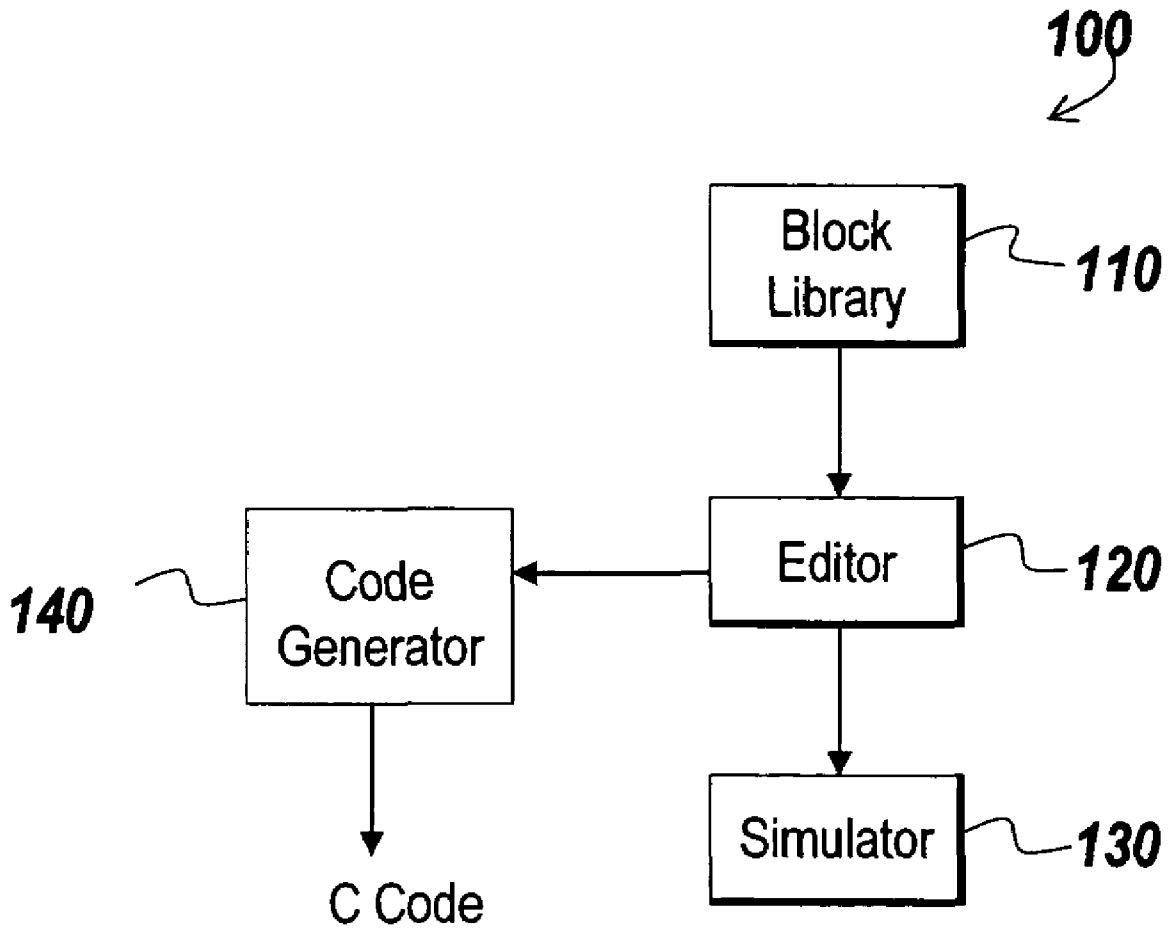 100
Block
Library
110
Editor
120
Code
Generator
140
Simulator
130
C Code